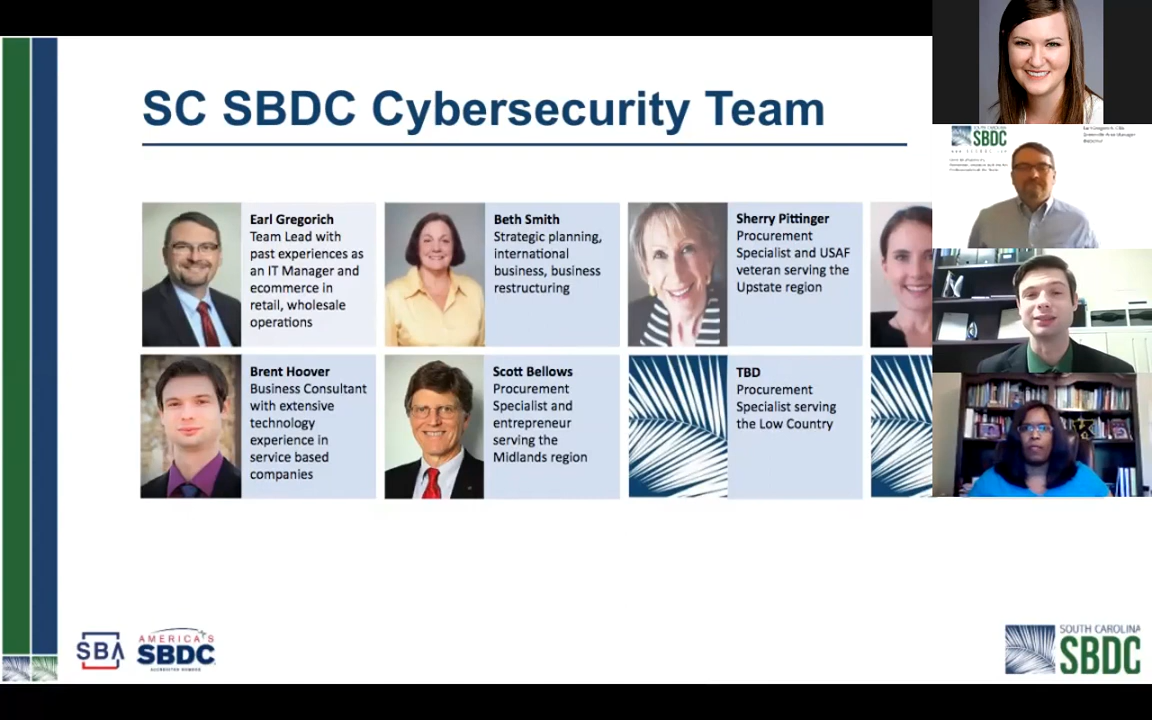 SC SBDC Cybersecurity Team
Earl Gregorich
Team Lead with
past experiences as
an IT Manager and
ecommerce in
retail, wholesale
operations
Beth Smith
Strategic planning,
international
business, business
restructuring
Sherry Pittinger
Procurement
Specialist and USAF
veteran serving the
Upstate region
Brent Hoover
Business Consultant
with extensive
technology
experience in
service based
companies
Scott Bellows
Procurement
Specialist and
entrepreneur
serving the
Midlands region
TBD
Procurement
Specialist serving
the Low Country
SOUTH CAROLINA
SBDC
SBA
AMERICA'S
SBDC
SOUTH CAROLINA
SBDC